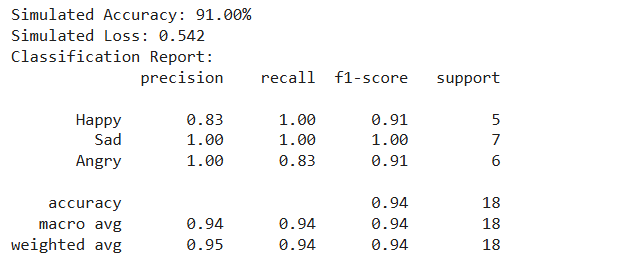 Simulated Accuracy: 91.00%
Simulated Loss: 0.542
Classification Report:
precision recall f1-score support
Happy 0.83 1.00 0.91 5
Sad 1.00 1.00 1.00 7
Angry 1.00 0.83 0.91 6
accuracy 0.94 18
macro avg 0.94 0.94 0.94 18
weighted avg 0.95 0.94 0.94 18